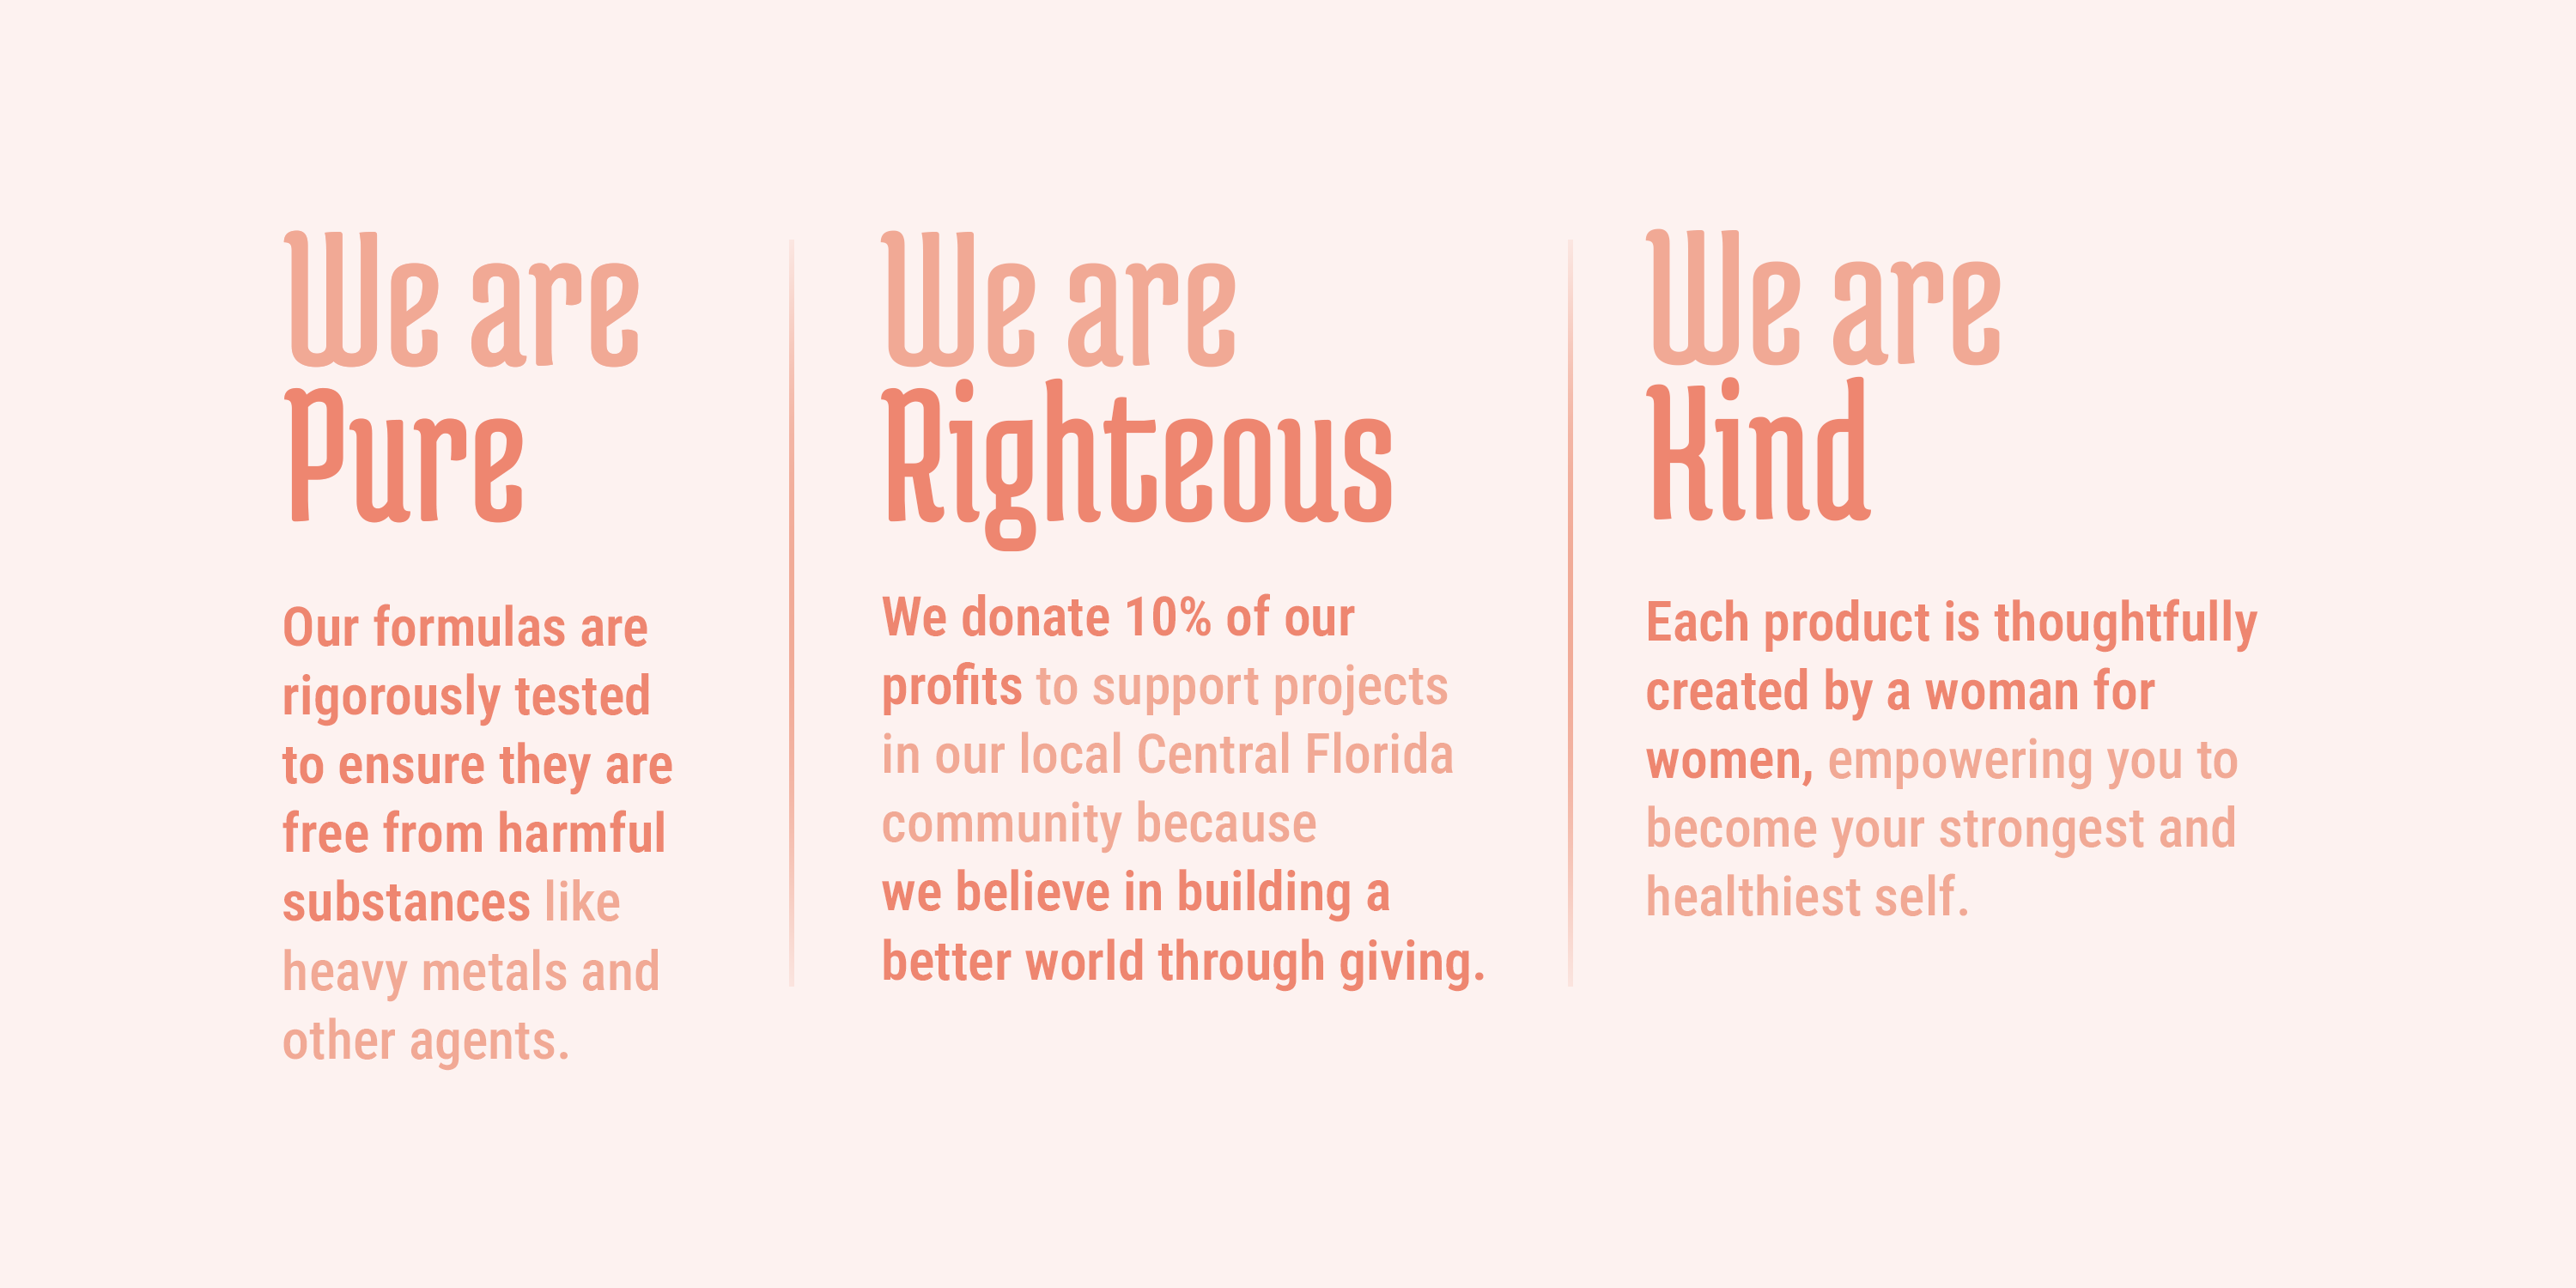 We are
Pure
Our formulas are
rigorously tested
to ensure they are
free from harmful
substances like
heavy metals and
other agents.
We are
Righteous
We donate 10% of our
profits to support projects
in our local Central Florida
community because
we believe in building a
better world through giving.
We are
Kind
Each product is thoughtfully
created by a woman for
women, empowering you to
become your strongest and
healthiest self.